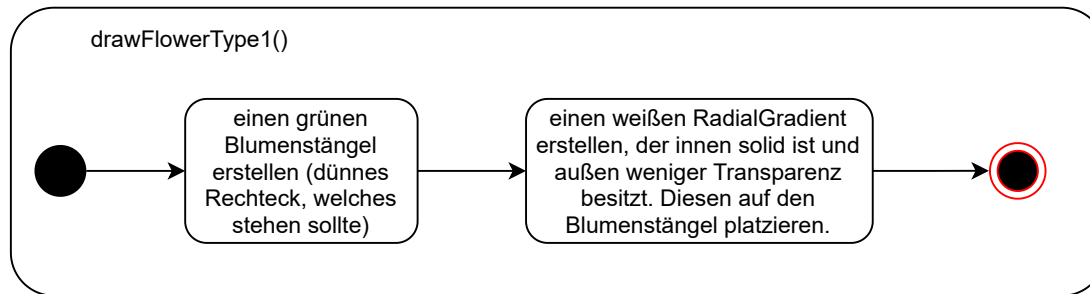 drawFlowerType1()
einen grünen
Blumenstängel
erstellen (dünnes
Rechteck, welches
stehen sollte)
einen weißen RadialGradient
erstellen, der innen solid ist und
außen weniger Transparenz
besitzt. Diesen auf den
Blumenstängel platzieren.